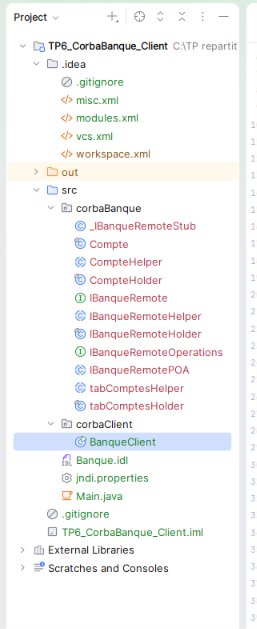 Project
TP6_CorbaBanque_Client C:\TP repartit
.idea
.gitignore
misc.xml
modules.xml
vcs.xml
workspace.xml
out
src
corbaBanque
_IBanqueRemoteStub
Compte
CompteHelper
CompteHolder
IBanqueRemote
IBanqueRemoteHelper
IBanqueRemoteHolder
IBanqueRemoteOperations
IBanqueRemotePOA
tabComptesHelper
tabComptesHolder
corbaClient
BanqueClient
Banque.idl
jndi.properties
Main.java
.gitignore
TP6_CorbaBanque_Client.iml
External Libraries
Scratches and Consoles